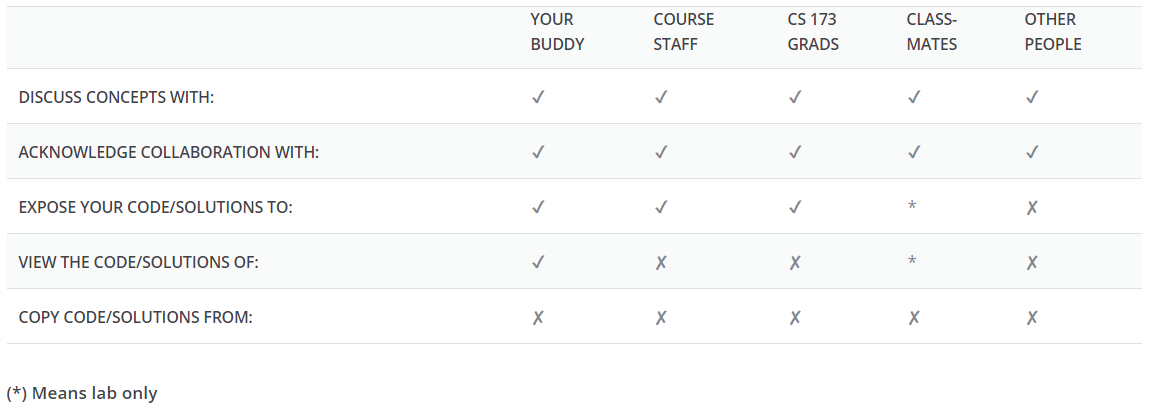 YOUR BUDDY COURSE STAFF CS 173 GRADS CLASS-MATES OTHER PEOPLE
DISCUSS CONCEPTS WITH: ✓ ✓ ✓ ✓ ✓
ACKNOWLEDGE COLLABORATION WITH: ✓ ✓ ✓ ✓ ✓
EXPOSE YOUR CODE/SOLUTIONS TO: ✓ ✓ ✓ * ✗
VIEW THE CODE/SOLUTIONS OF: ✓ ✗ ✗ * ✗
COPY CODE/SOLUTIONS FROM: ✗ ✗ ✗ ✗ ✗
(*) Means lab only